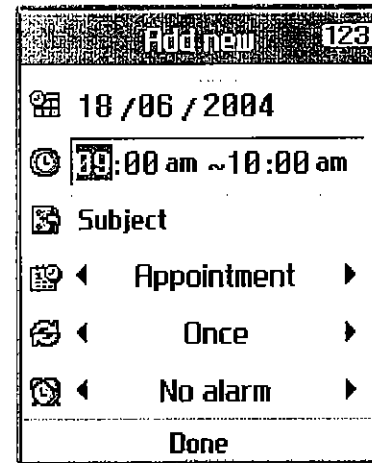 Add new 123
18/06/2004
09:00 am ~10:00 am
Subject
Appointment
Once
No alarm
Done